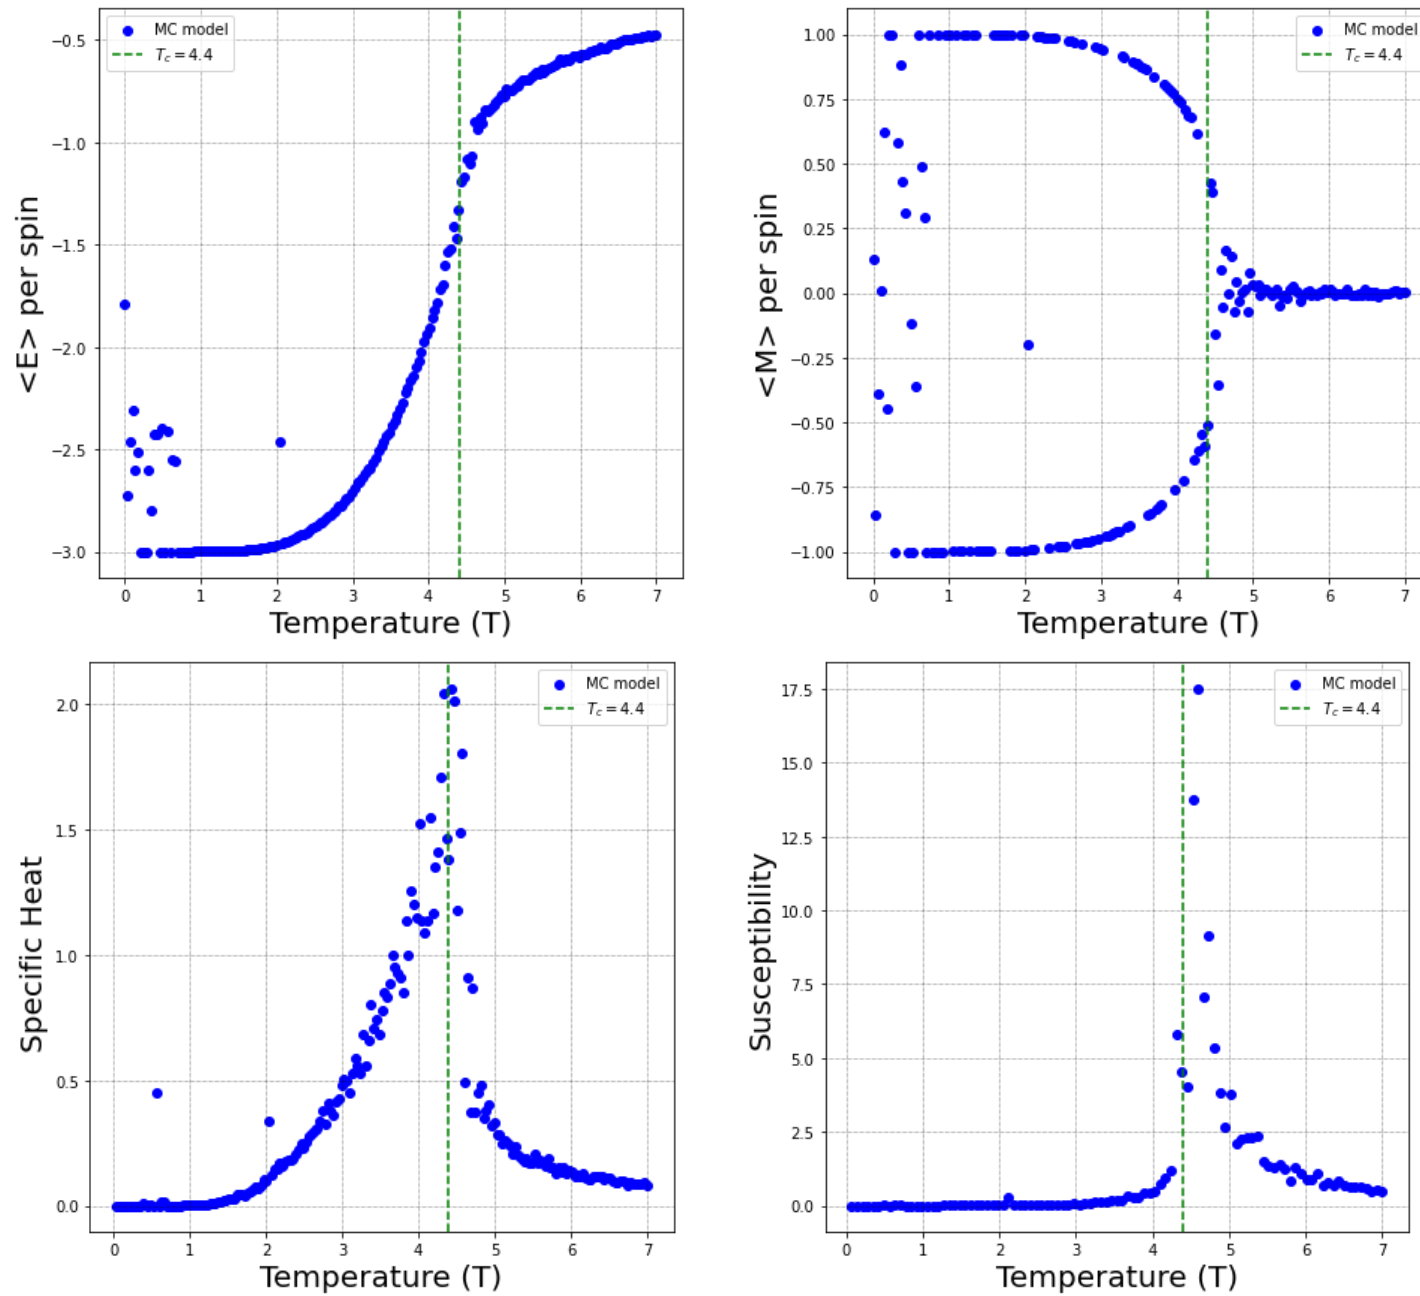 MC model
T_c = 4.4
−0.5
−1.0
−1.5
−2.0
−2.5
−3.0
<E> per spin
0 1 2 3 4 5 6 7
Temperature (T)
MC model
T_c = 4.4
1.00
0.75
0.50
0.25
0.00
−0.25
−0.50
−0.75
−1.00
<M> per spin
0 1 2 3 4 5 6 7
Temperature (T)
MC model
T_c = 4.4
2.0
1.5
1.0
0.5
0.0
Specific Heat
0 1 2 3 4 5 6 7
Temperature (T)
MC model
T_c = 4.4
17.5
15.0
12.5
10.0
7.5
5.0
2.5
0.0
Susceptibility
0 1 2 3 4 5 6 7
Temperature (T)